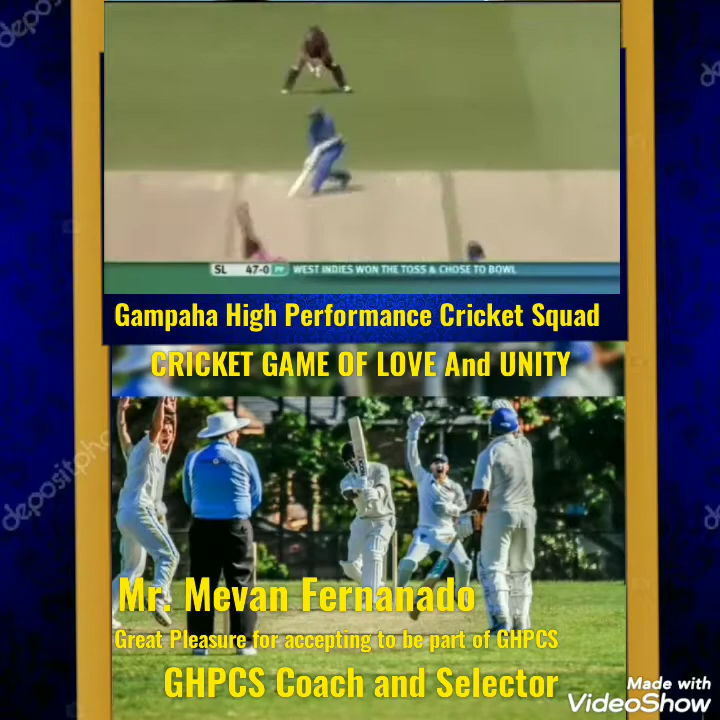 SL 47-0 PP WEST INDIES WON THE TOSS & CHOSE TO BOWL
Gampaha High Performance Cricket Squad
CRICKET GAME OF LOVE And UNITY
Mr. Mevan Fernanado
Great Pleasure for accepting to be part of GHPCS
GHPCS Coach and Selector
Made with
VideoShow
depositphotos